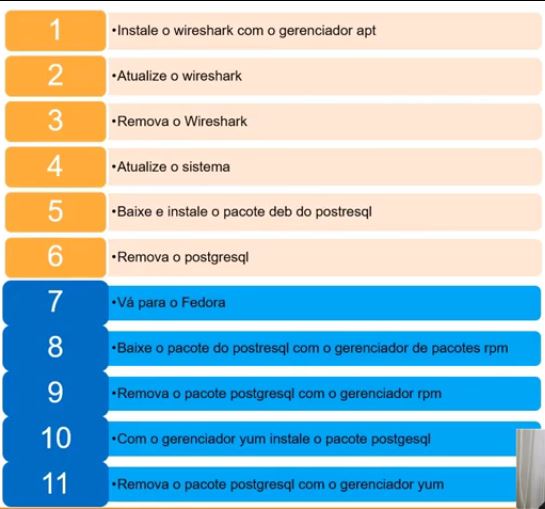 1
•Instale o wireshark com o gerenciador apt
2
•Atualize o wireshark
3
•Remova o Wireshark
4
•Atualize o sistema
5
•Baixe e instale o pacote deb do postresql
6
•Remova o postgresql
7
•Vá para o Fedora
8
•Baixe o pacote do postresql com o gerenciador de pacotes rpm
9
•Remova o pacote postgresql com o gerenciador rpm
10
•Com o gerenciador yum instale o pacote postgesql
11
•Remova o pacote postgresql com o gerenciador yum